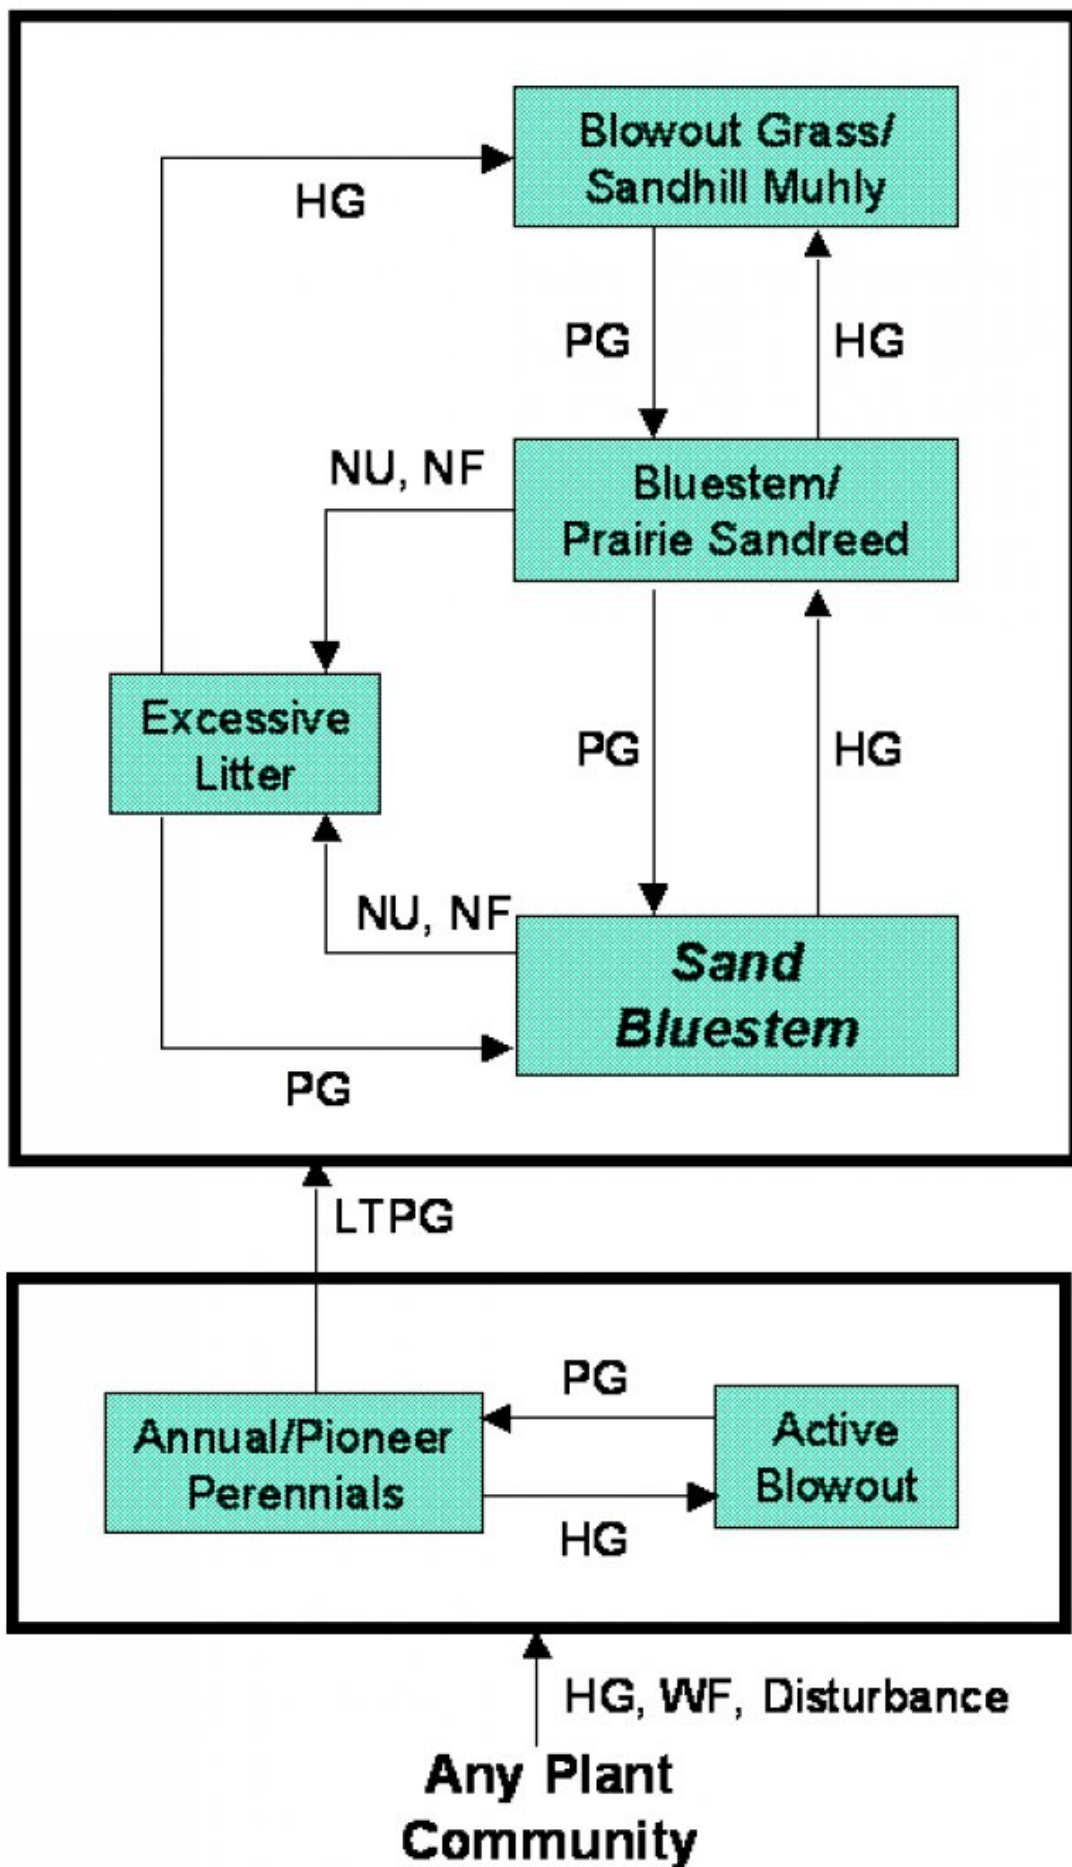 Blowout Grass/
Sandhill Muhly
HG
PG
HG
NU, NF
Bluestem/
Prairie Sandreed
Excessive
Litter
PG
HG
NU, NF
Sand
Bluestem
PG
LTPG
PG
Annual/Pioneer
Perennials
Active
Blowout
HG
HG, WF, Disturbance
Any Plant
Community